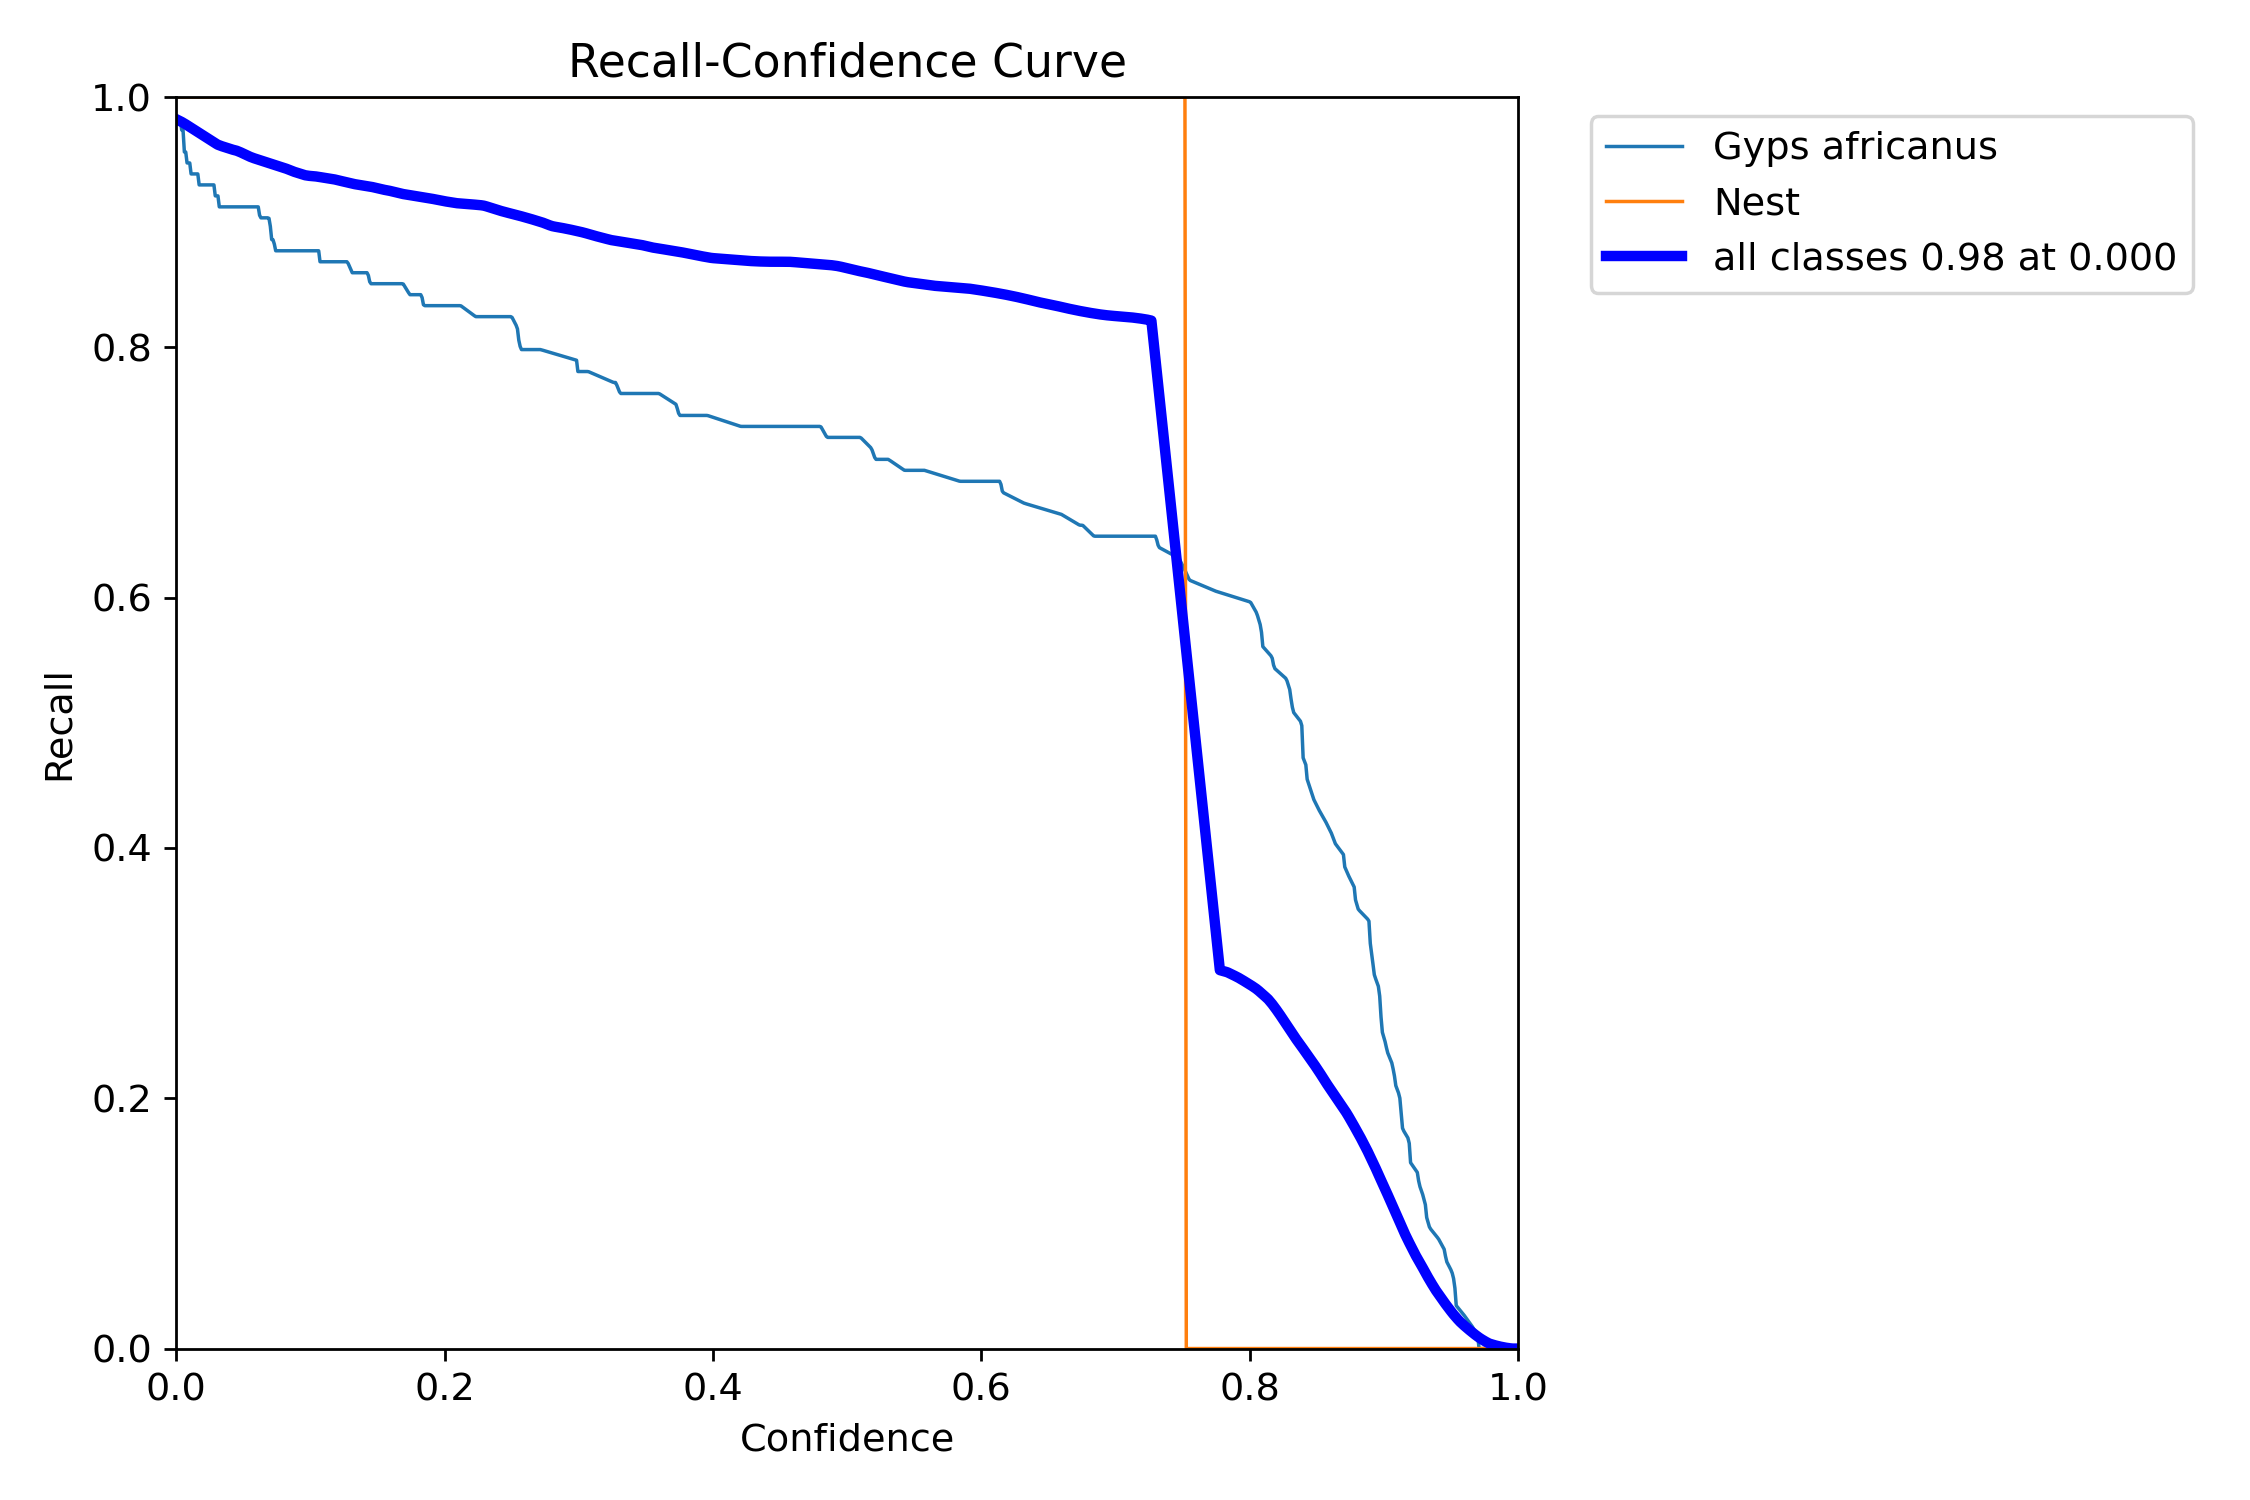 Recall-Confidence Curve
1.0
0.8
0.6
0.4
0.2
0.0
Recall
0.0 0.2 0.4 0.6 0.8 1.0
Confidence
Gyps africanus
Nest
all classes 0.98 at 0.000